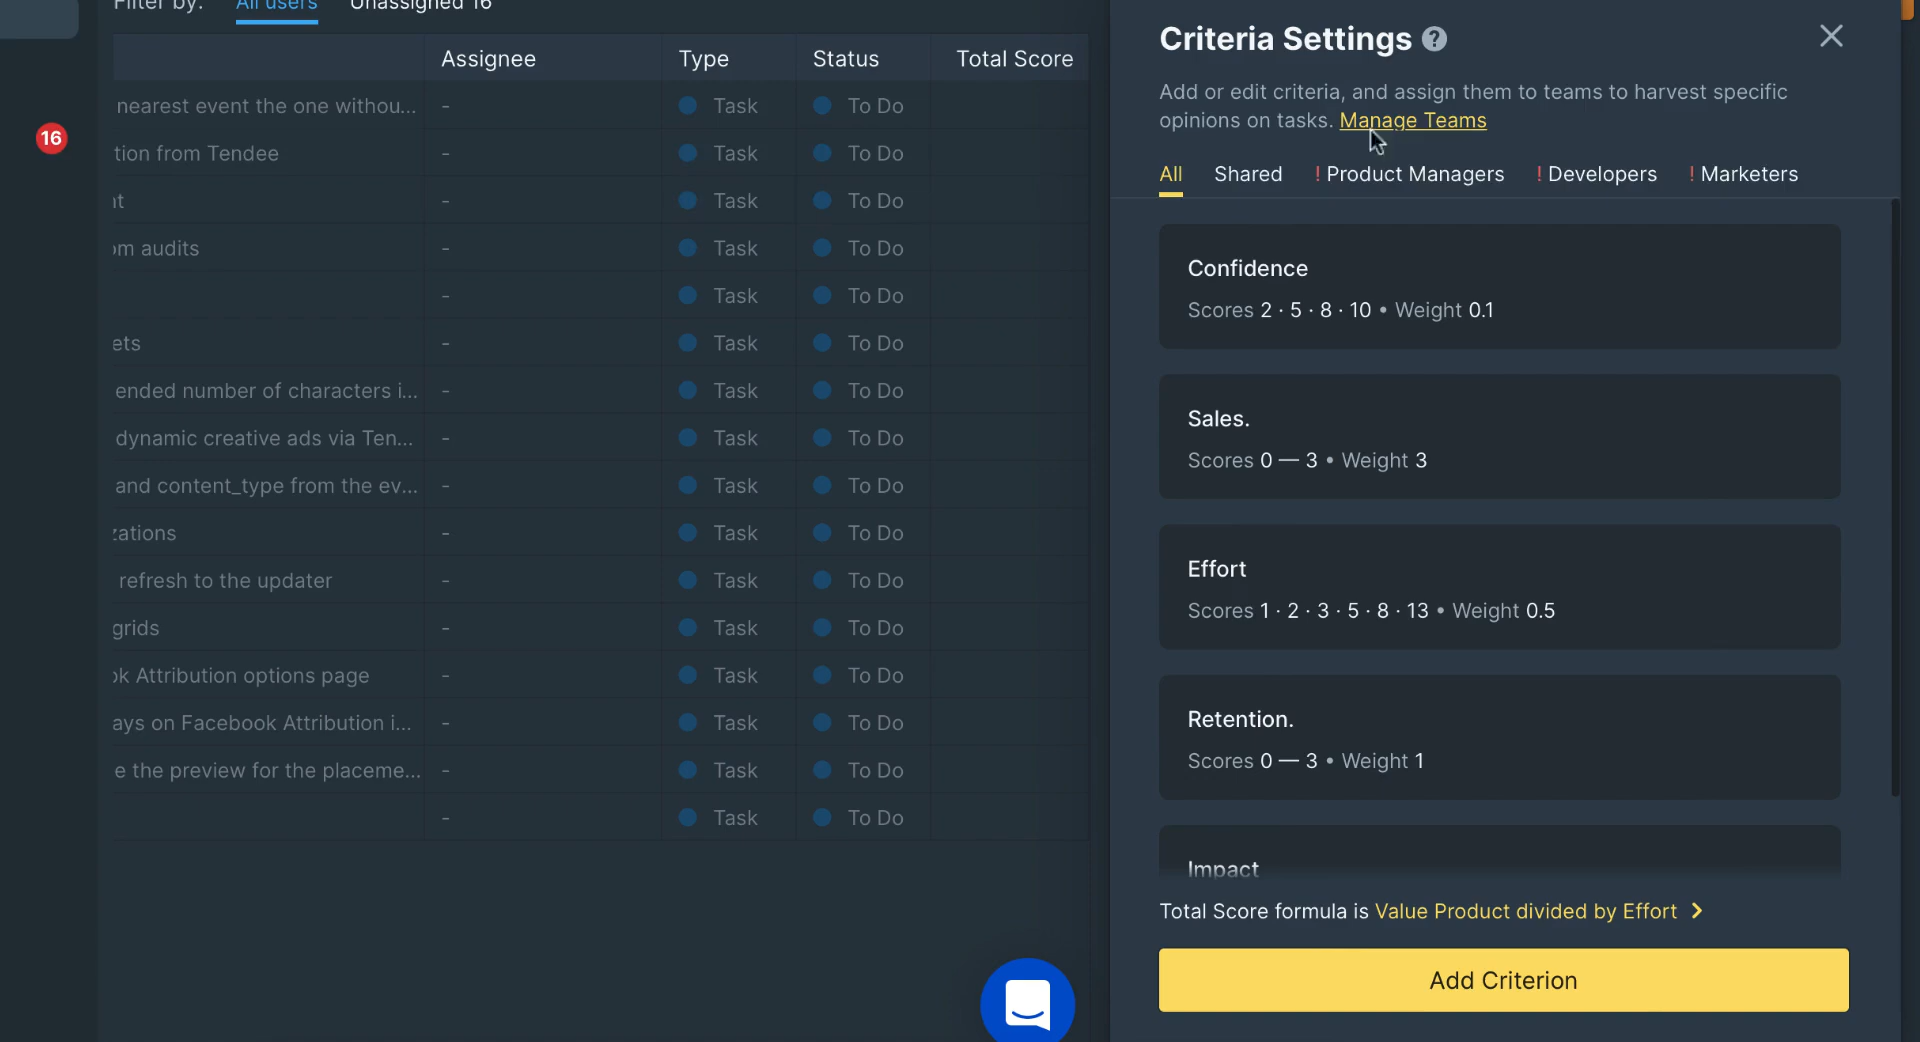 Filter by: All users Unassigned 16
Assignee Type Status Total Score
nearest event the one withou... - Task To Do
tion from Tendee - Task To Do
nt - Task To Do
om audits - Task To Do
- Task To Do
ets - Task To Do
ended number of characters i... - Task To Do
dynamic creative ads via Ten... - Task To Do
and content_type from the ev... - Task To Do
zations - Task To Do
refresh to the updater - Task To Do
grids - Task To Do
ok Attribution options page - Task To Do
ays on Facebook Attribution i... - Task To Do
e the preview for the placeme... - Task To Do
- Task To Do
16
Criteria Settings ?
Add or edit criteria, and assign them to teams to harvest specific
opinions on tasks. Manage Teams
All Shared ! Product Managers ! Developers ! Marketers
Confidence
Scores 2 · 5 · 8 · 10 • Weight 0.1
Sales.
Scores 0 — 3 • Weight 3
Effort
Scores 1 · 2 · 3 · 5 · 8 · 13 • Weight 0.5
Retention.
Scores 0 — 3 • Weight 1
Impact
Total Score formula is Value Product divided by Effort
Add Criterion